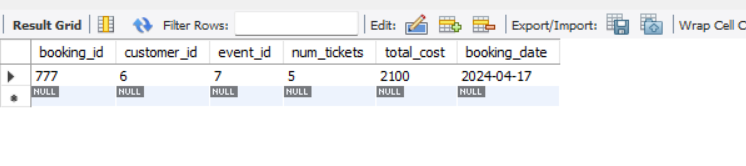 Result Grid Filter Rows: Edit: Export/Import: Wrap Cell C
booking_id customer_id event_id num_tickets total_cost booking_date
777 6 7 5 2100 2024-04-17
NULL NULL NULL NULL NULL NULL